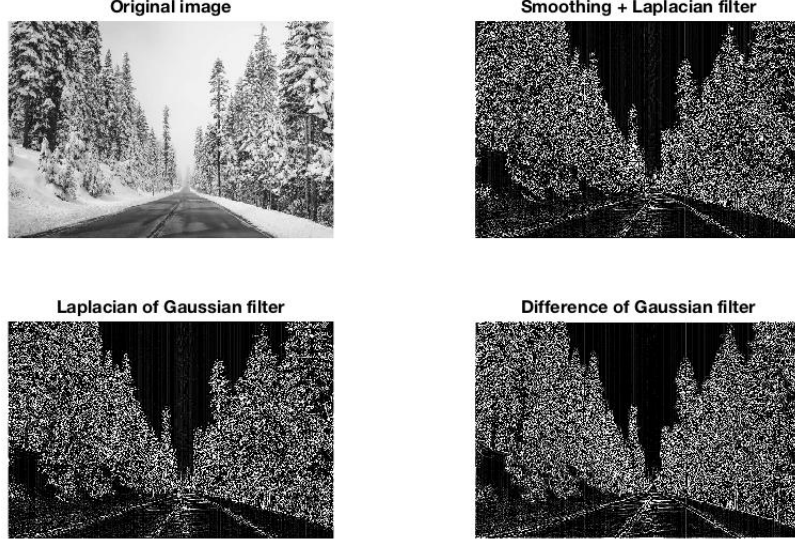 Original image
Smoothing + Laplacian filter
Laplacian of Gaussian filter
Difference of Gaussian filter